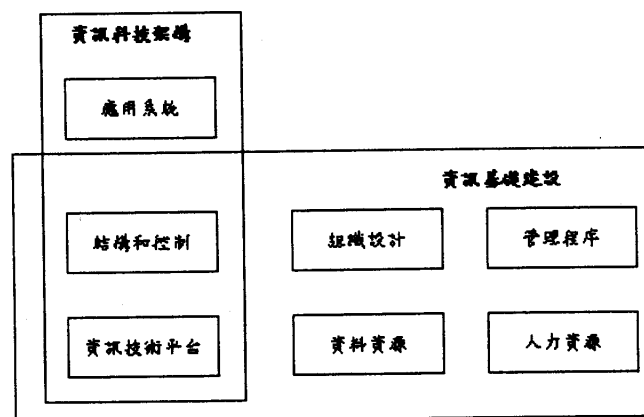 資訊科技架構
應用系統
資訊基礎建設
結構和控制
組織設計
管理程序
資訊技術平台
資料資源
人力資源